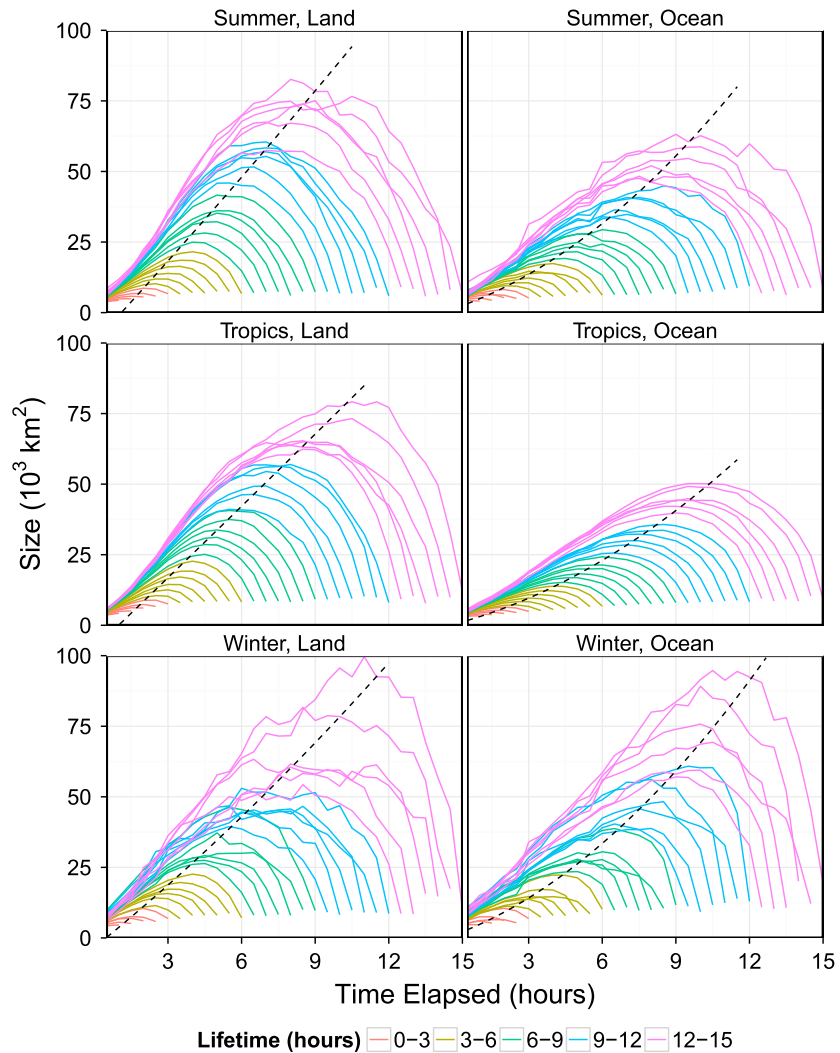 Summer, Land
Summer, Ocean
100
75
50
25
0
Tropics, Land
Tropics, Ocean
100
75
50
25
0
Size (10³ km²)
Winter, Land
Winter, Ocean
100
75
50
25
0
3 6 9 12 15 3 6 9 12 15
Time Elapsed (hours)
Lifetime (hours) 0−3 3−6 6−9 9−12 12−15